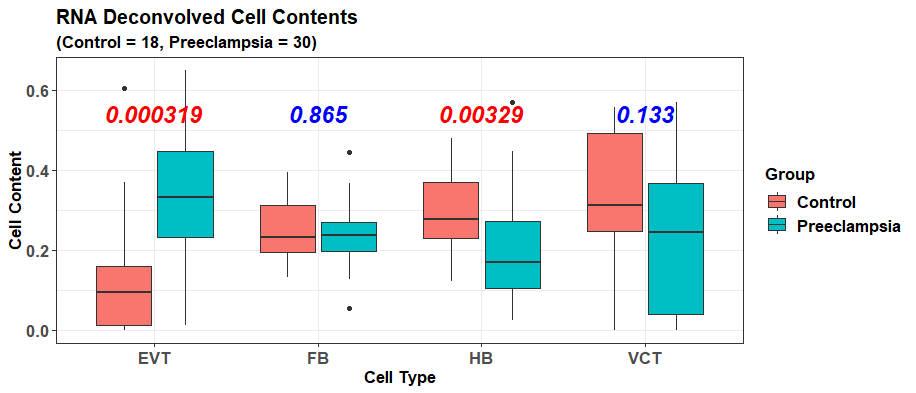 RNA Deconvolved Cell Contents
(Control = 18, Preeclampsia = 30)
Cell Content
0.6
0.4
0.2
0.0
0.000319
0.865
0.00329
0.133
EVT
FB
HB
VCT
Cell Type
Group
Control
Preeclampsia